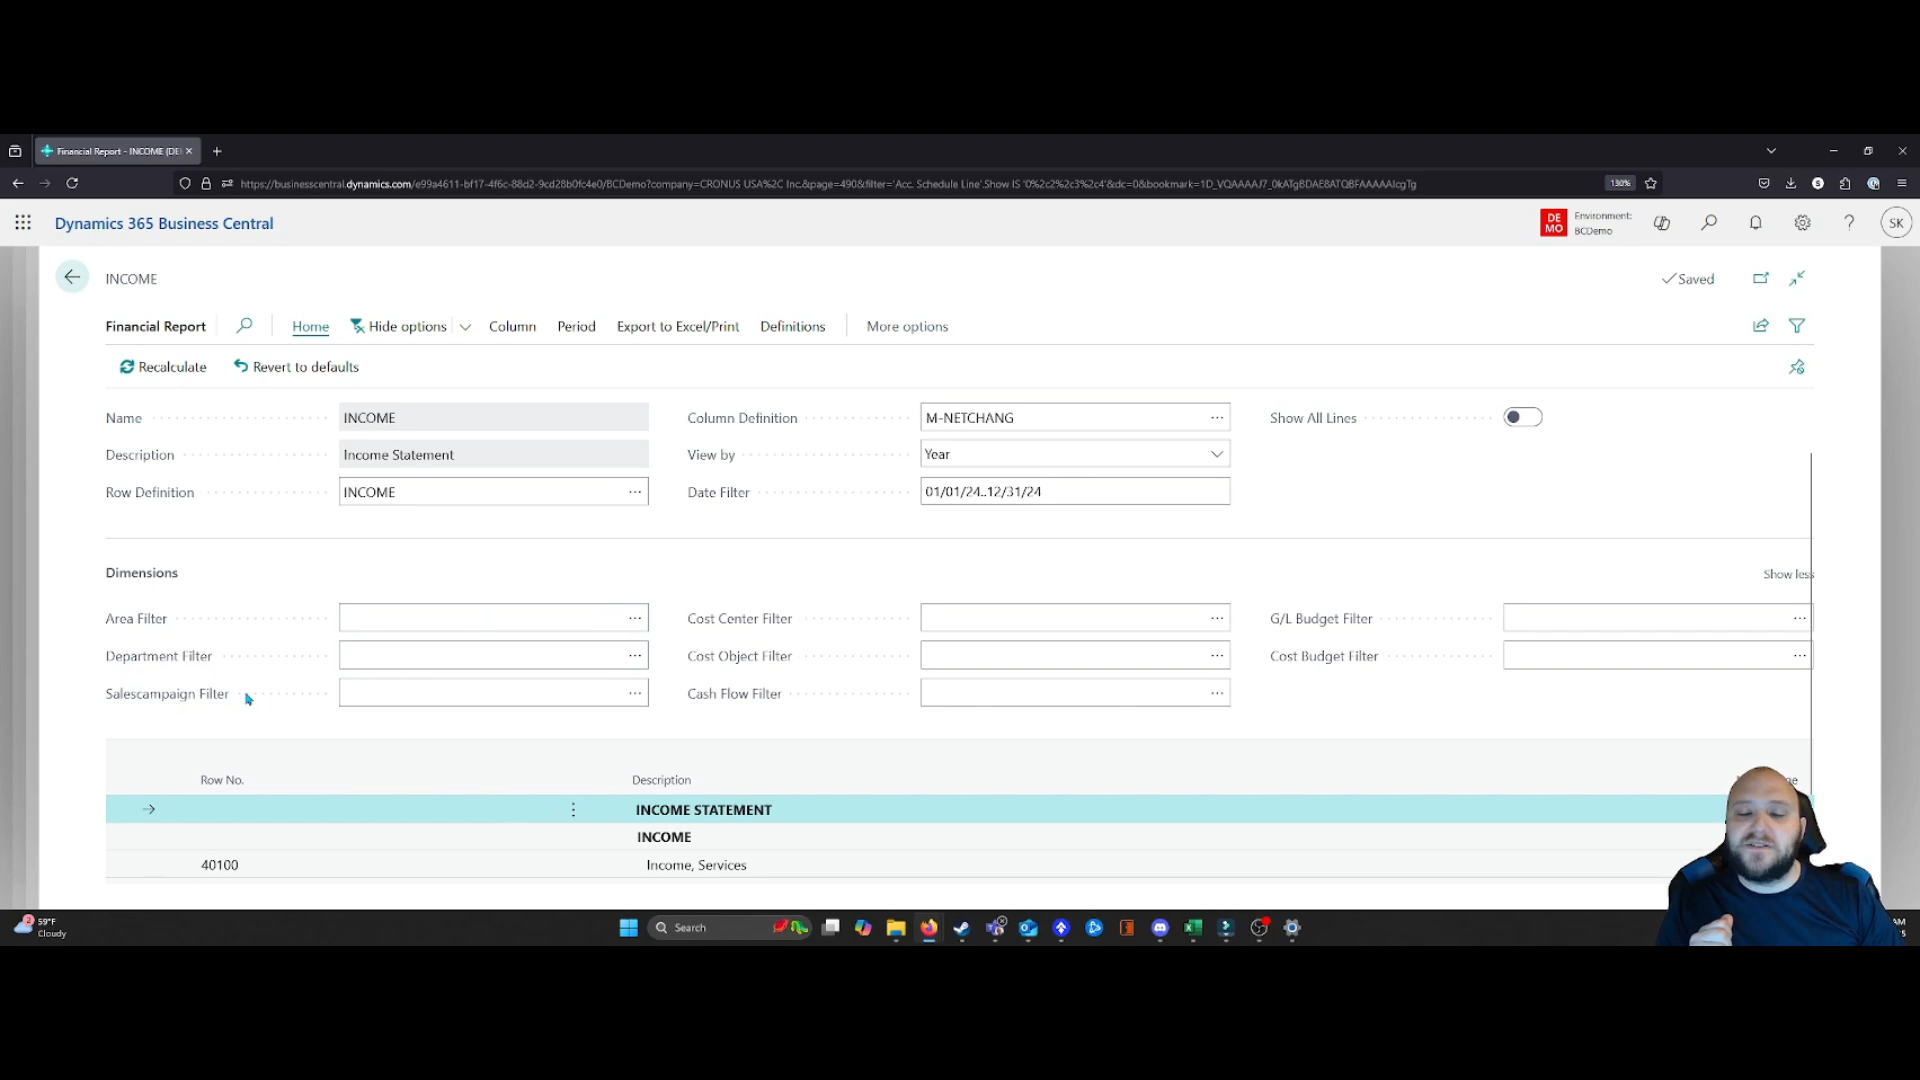 Financial Report - INCOME (DE
https://businesscentral.dynamics.com/e99a4611-bf17-4f6c-88d2-9cd28b0fc4e0/BCDemo?company=CRONUS USA%2C Inc.&page=490&filter='Acc. Schedule Line'.Show IS '0%2c2%2c3%2c4'&dc=0&bookmark=1D_VQAAAAJ7_0kATgBDAE8ATQBFAAAAAIcgTg
130%
Dynamics 365 Business Central
DE
MO
Environment:
BCDemo
SK
INCOME
Saved
Financial Report
Home
Hide options
Column
Period
Export to Excel/Print
Definitions
More options
Recalculate
Revert to defaults
Name
INCOME
Column Definition
M-NETCHANG
Show All Lines
Description
Income Statement
View by
Year
Row Definition
INCOME
Date Filter
01/01/24..12/31/24
Dimensions
Show less
Area Filter
Cost Center Filter
G/L Budget Filter
Department Filter
Cost Object Filter
Cost Budget Filter
Salescampaign Filter
Cash Flow Filter
Row No.
Description
INCOME STATEMENT
INCOME
40100
Income, Services
2
59°F
Cloudy
Search